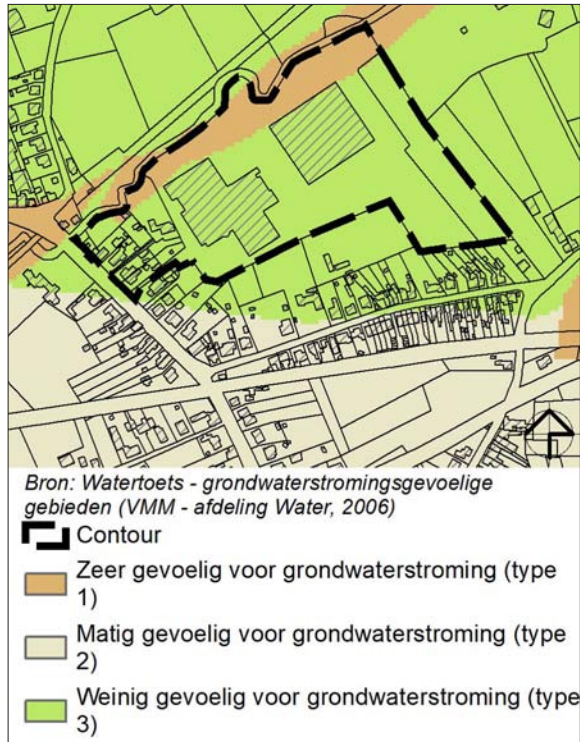 Bron: Watertoets - grondwaterstromingsgevoelige
gebieden (VMM - afdeling Water, 2006)
Contour
Zeer gevoelig voor grondwaterstroming (type
1)
Matig gevoelig voor grondwaterstroming (type
2)
Weinig gevoelig voor grondwaterstroming (type
3)